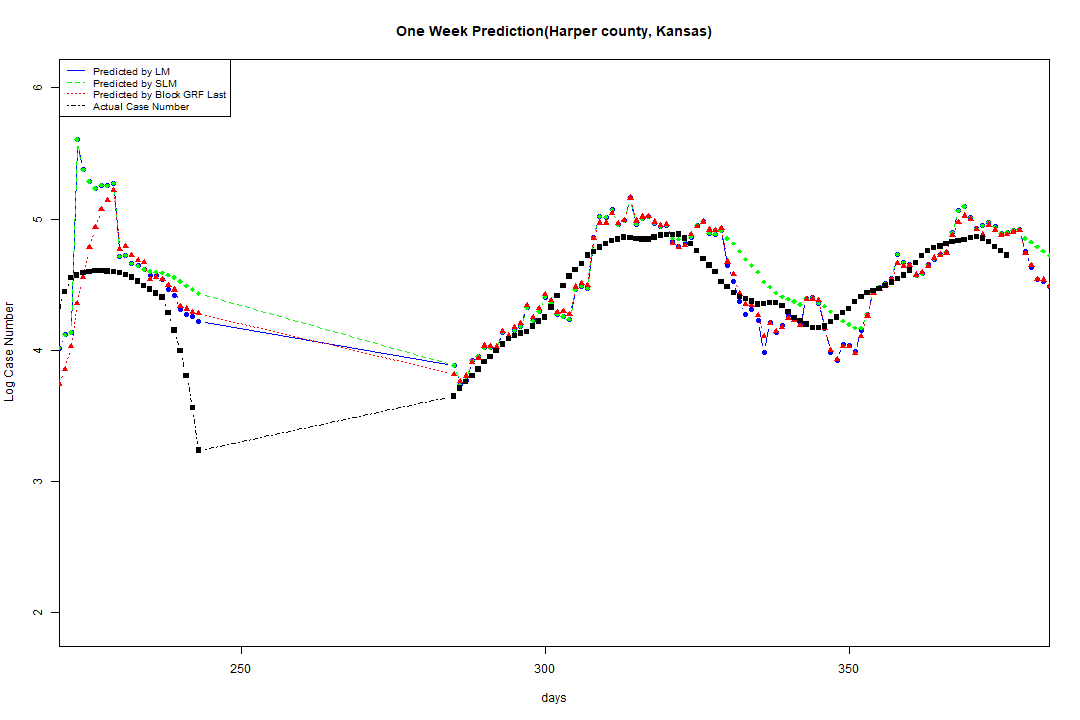 One Week Prediction(Harper county, Kansas)
Predicted by LM
Predicted by SLM
Predicted by Block GRF Last
Actual Case Number
6
5
4
3
2
Log Case Number
250 300 350
days